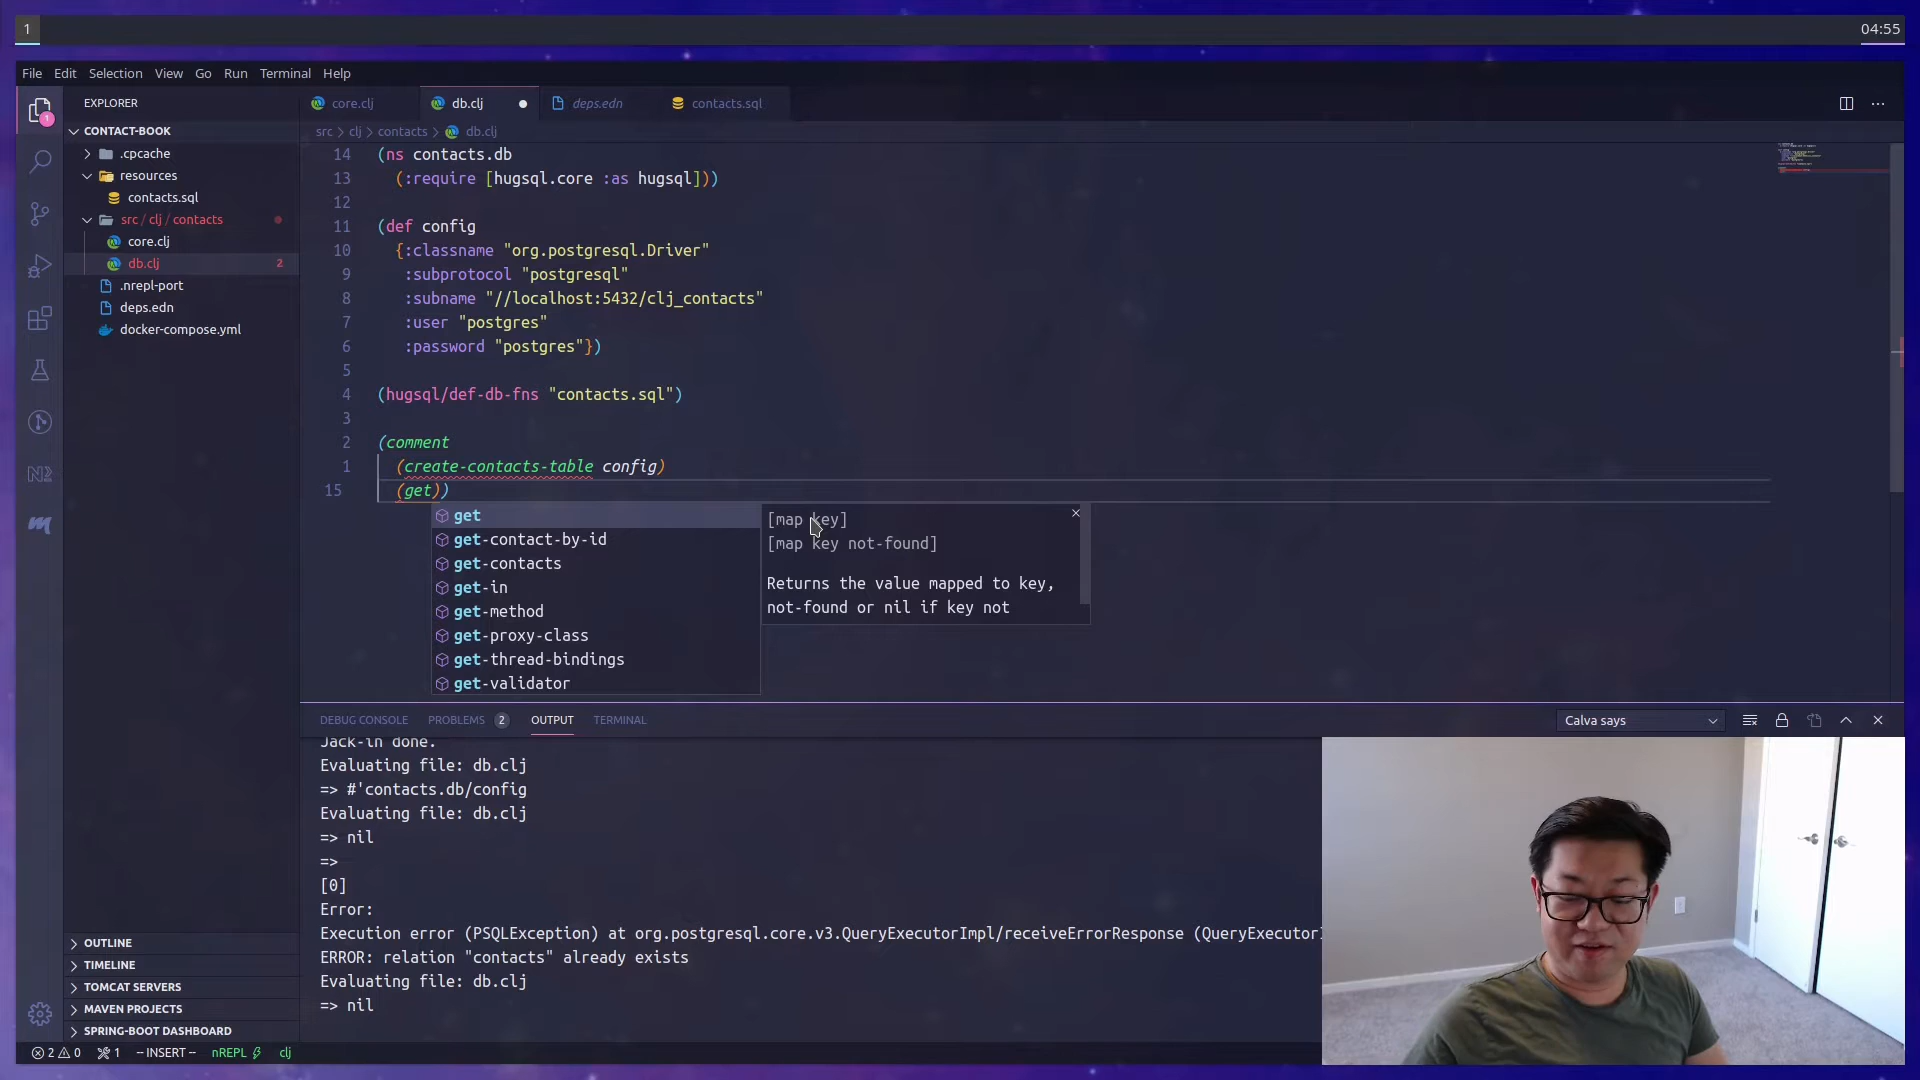 1
04:55
File Edit Selection View Go Run Terminal Help
EXPLORER
core.clj
db.clj
deps.edn
contacts.sql
CONTACT-BOOK
.cpcache
resources
contacts.sql
src / clj / contacts
core.clj
db.clj 2
.nrepl-port
deps.edn
docker-compose.yml
1
src > clj > contacts > db.clj
14 (ns contacts.db
13 (:require [hugsql.core :as hugsql]))
12
11 (def config
10 {:classname "org.postgresql.Driver"
9 :subprotocol "postgresql"
8 :subname "//localhost:5432/clj_contacts"
7 :user "postgres"
6 :password "postgres"})
5
4 (hugsql/def-db-fns "contacts.sql")
3
2 (comment
1 (create-contacts-table config)
15 (get))
get
get-contact-by-id
get-contacts
get-in
get-method
get-proxy-class
get-thread-bindings
get-validator
[map key]
[map key not-found]
Returns the value mapped to key,
not-found or nil if key not
DEBUG CONSOLE PROBLEMS 2 OUTPUT TERMINAL
Calva says
Jack-in done.
Evaluating file: db.clj
=> #'contacts.db/config
Evaluating file: db.clj
=> nil
=>
[0]
Error:
Execution error (PSQLException) at org.postgresql.core.v3.QueryExecutorImpl/receiveErrorResponse (QueryExecutorI
ERROR: relation "contacts" already exists
Evaluating file: db.clj
=> nil
OUTLINE
TIMELINE
TOMCAT SERVERS
MAVEN PROJECTS
SPRING-BOOT DASHBOARD
2 0 1 -- INSERT -- nREPL clj